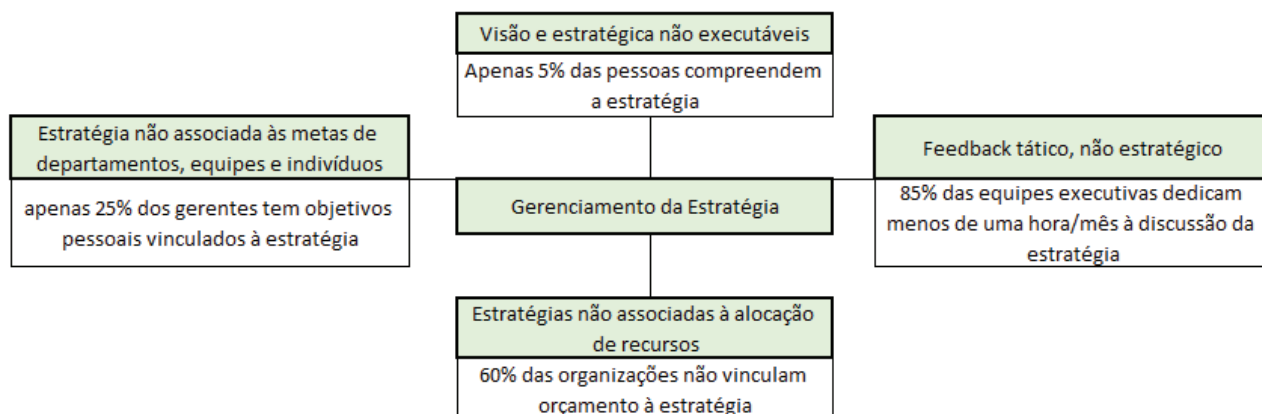 Visão e estratégica não executáveis
Apenas 5% das pessoas compreendem
a estratégia
Estratégia não associada às metas de
departamentos, equipes e indivíduos
apenas 25% dos gerentes tem objetivos
pessoais vinculados à estratégia
Gerenciamento da Estratégia
Feedback tático, não estratégico
85% das equipes executivas dedicam
menos de uma hora/mês à discussão da
estratégia
Estratégias não associadas à alocação
de recursos
60% das organizações não vinculam
orçamento à estratégia